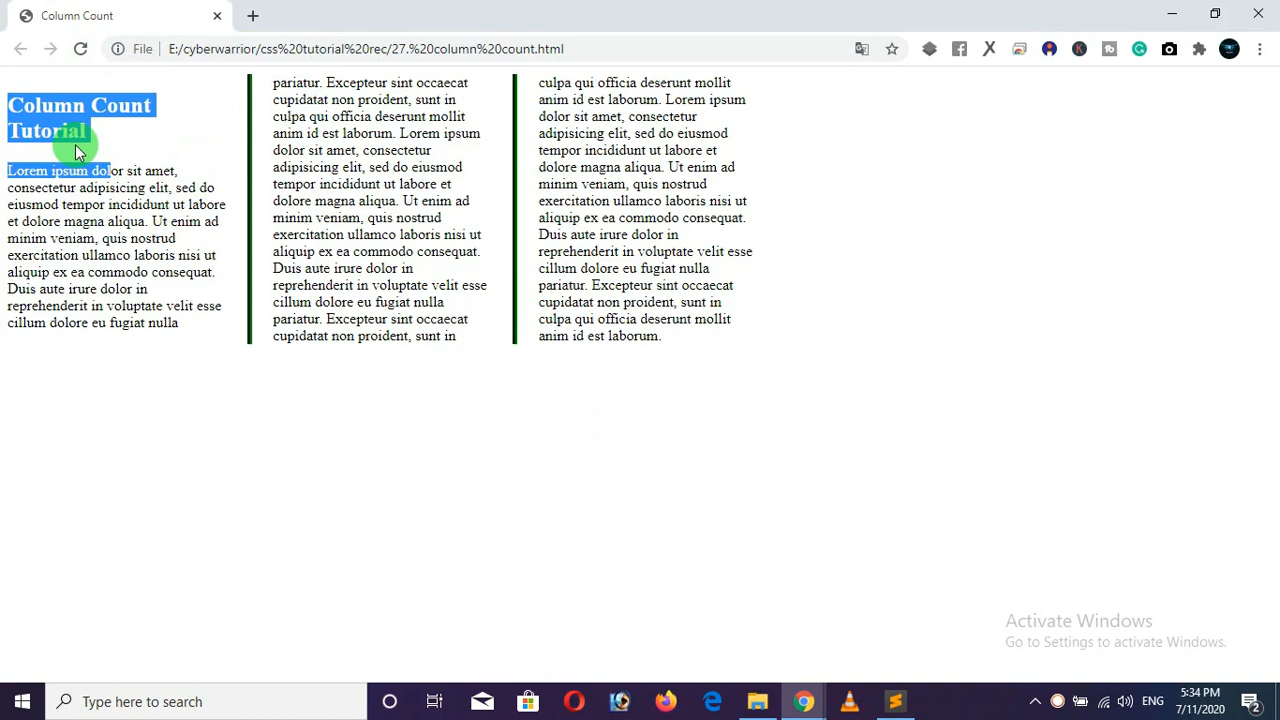 Column Count
File
E:/cyberwarrior/css%20tutorial%20rec/27.%20column%20count.html
Column Count
Tutorial
Lorem ipsum dolor sit amet,
consectetur adipisicing elit, sed do
eiusmod tempor incididunt ut labore
et dolore magna aliqua. Ut enim ad
minim veniam, quis nostrud
exercitation ullamco laboris nisi ut
aliquip ex ea commodo consequat.
Duis aute irure dolor in
reprehenderit in voluptate velit esse
cillum dolore eu fugiat nulla
pariatur. Excepteur sint occaecat
cupidatat non proident, sunt in
culpa qui officia deserunt mollit
anim id est laborum. Lorem ipsum
dolor sit amet, consectetur
adipisicing elit, sed do eiusmod
tempor incididunt ut labore et
dolore magna aliqua. Ut enim ad
minim veniam, quis nostrud
exercitation ullamco laboris nisi ut
aliquip ex ea commodo consequat.
Duis aute irure dolor in
reprehenderit in voluptate velit esse
cillum dolore eu fugiat nulla
pariatur. Excepteur sint occaecat
cupidatat non proident, sunt in
culpa qui officia deserunt mollit
anim id est laborum. Lorem ipsum
dolor sit amet, consectetur
adipisicing elit, sed do eiusmod
tempor incididunt ut labore et
dolore magna aliqua. Ut enim ad
minim veniam, quis nostrud
exercitation ullamco laboris nisi ut
aliquip ex ea commodo consequat.
Duis aute irure dolor in
reprehenderit in voluptate velit esse
cillum dolore eu fugiat nulla
pariatur. Excepteur sint occaecat
cupidatat non proident, sunt in
culpa qui officia deserunt mollit
anim id est laborum.
Activate Windows
Go to Settings to activate Windows.
Type here to search
ENG
5:34 PM
7/11/2020
2